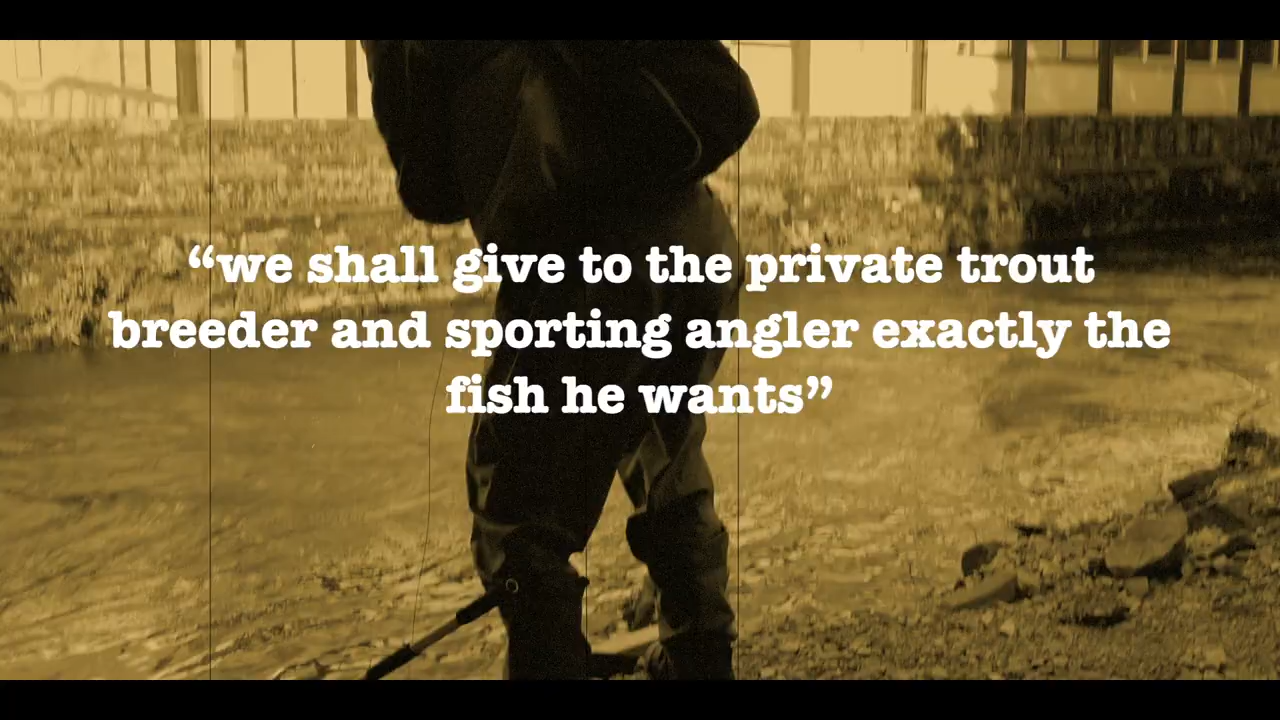 “we shall give to the private trout
breeder and sporting angler exactly the
fish he wants”